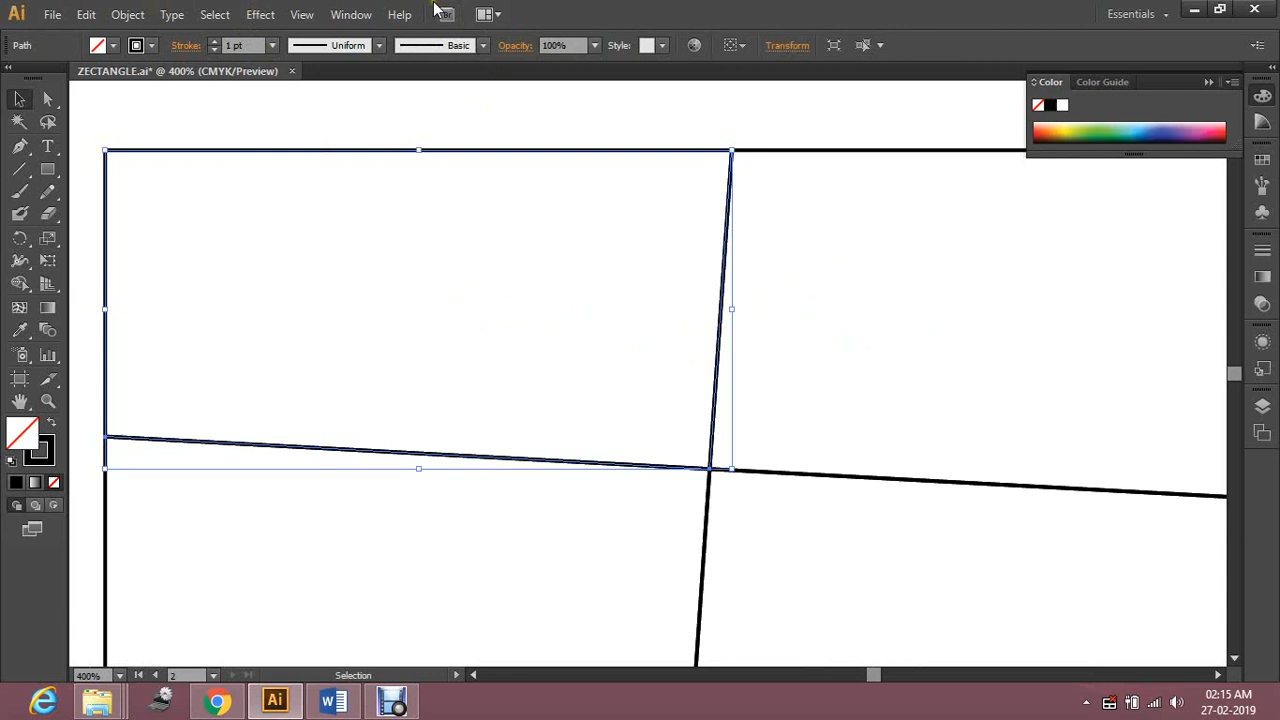 Ai File Edit Object Type Select Effect View Window Help Br Essentials
Path Stroke: 1 pt Uniform Basic Opacity: 100% Style: Transform
ZECTANGLE.ai* @ 400% (CMYK/Preview) ×
Color Color Guide
T
400% 2 Selection
Ai W
02:15 AM
27-02-2019